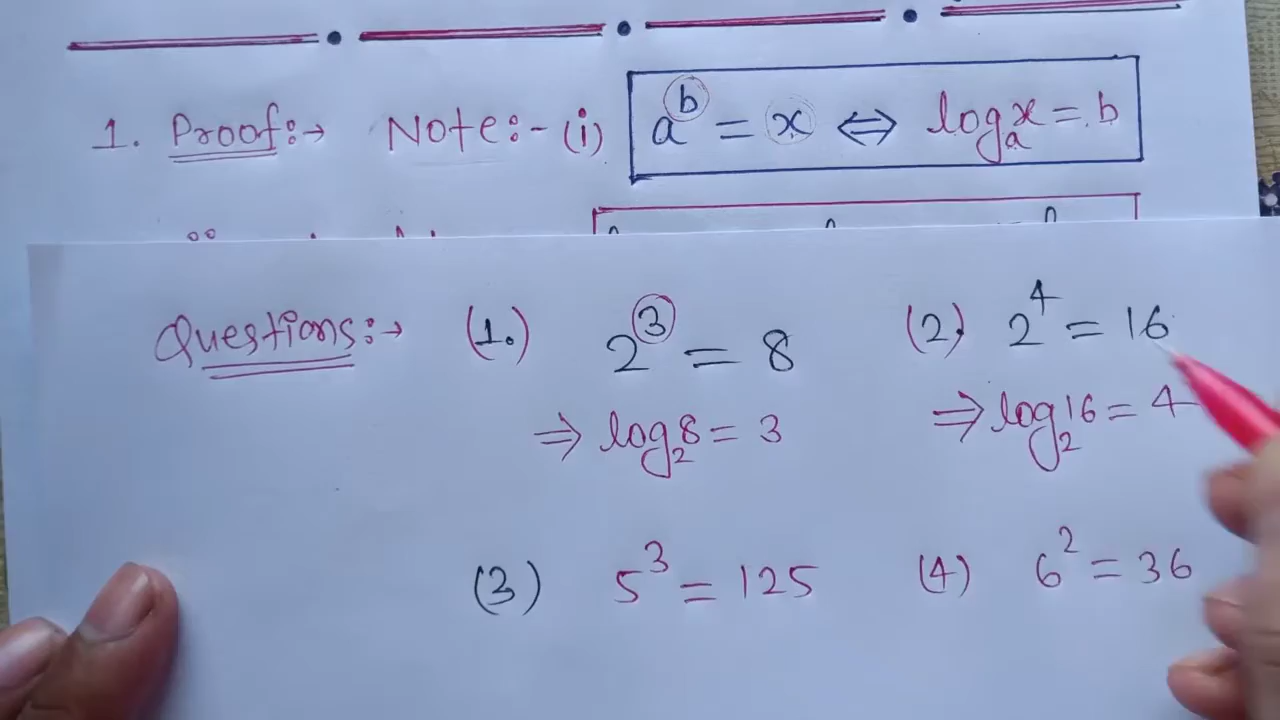 1. Proof:→ Note:- (i) a^b = x ⇔ log_a x = b
Questions:→ (1.) 2^3 = 8 (2) 2^4 = 16
⇒ log_2 8 = 3 ⇒ log_2 16 = 4
(3) 5^3 = 125 (4) 6^2 = 36